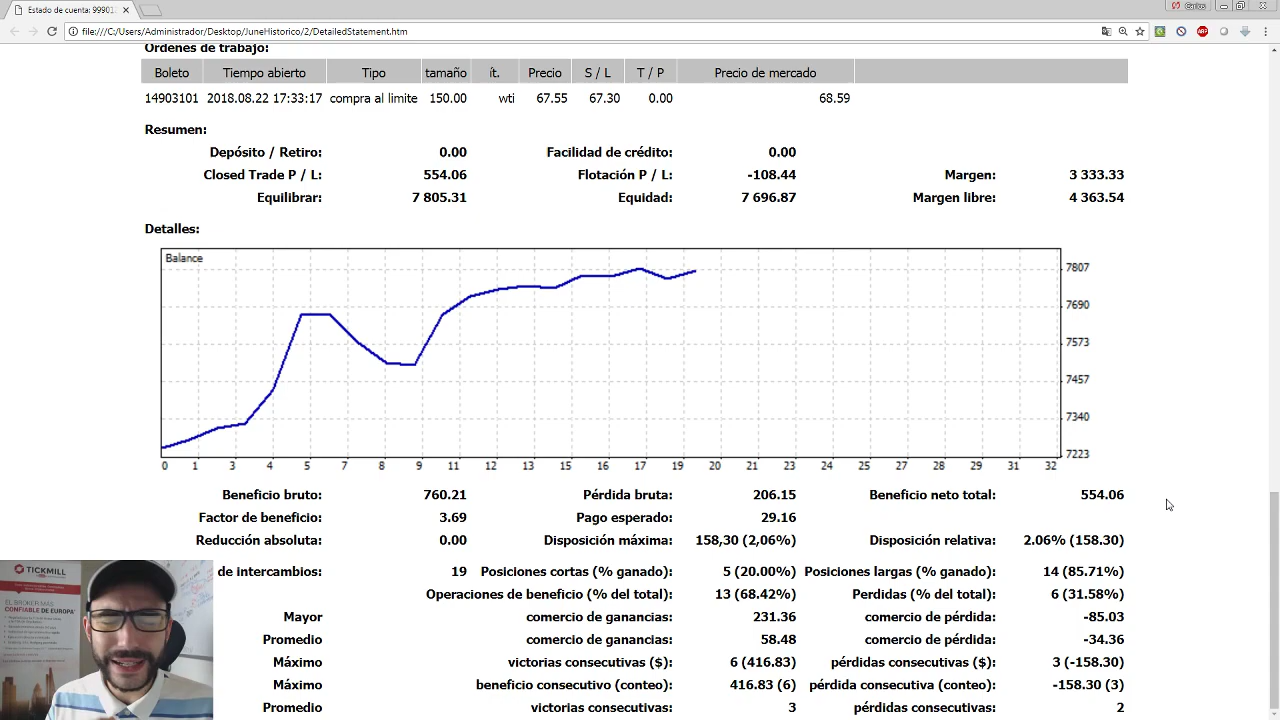 Estado de cuenta: 9990
file:///C:/Users/Administrador/Desktop/JuneHistorico/2/DetailedStatement.htm
Ordenes de trabajo:
Boleto Tiempo abierto Tipo tamaño ít. Precio S / L T / P Precio de mercado
14903101 2018.08.22 17:33:17 compra al limite 150.00 wti 67.55 67.30 0.00 68.59
Resumen:
Depósito / Retiro: 0.00 Facilidad de crédito: 0.00
Closed Trade P / L: 554.06 Flotación P / L: -108.44 Margen: 3 333.33
Equilibrar: 7 805.31 Equidad: 7 696.87 Margen libre: 4 363.54
Detalles:
Balance
7807
7690
7573
7457
7340
7223
0 1 3 4 5 7 8 9 11 12 13 15 16 17 19 20 21 23 24 25 27 28 29 31 32
Beneficio bruto: 760.21 Pérdida bruta: 206.15 Beneficio neto total: 554.06
Factor de beneficio: 3.69 Pago esperado: 29.16
Reducción absoluta: 0.00 Disposición máxima: 158,30 (2,06%) Disposición relativa: 2.06% (158.30)
de intercambios: 19 Posiciones cortas (% ganado): 5 (20.00%) Posiciones largas (% ganado): 14 (85.71%)
Operaciones de beneficio (% del total): 13 (68.42%) Perdidas (% del total): 6 (31.58%)
Mayor comercio de ganancias: 231.36 comercio de pérdida: -85.03
Promedio comercio de ganancias: 58.48 comercio de pérdida: -34.36
Máximo victorias consecutivas ($): 6 (416.83) pérdidas consecutivas ($): 3 (-158.30)
Máximo beneficio consecutivo (conteo): 416.83 (6) pérdida consecutiva (conteo): -158.30 (3)
Promedio victorias consecutivas: 3 pérdidas consecutivas: 2
TICKMILL
EL BROKER MÁS
CONFIABLE DE EUROPA